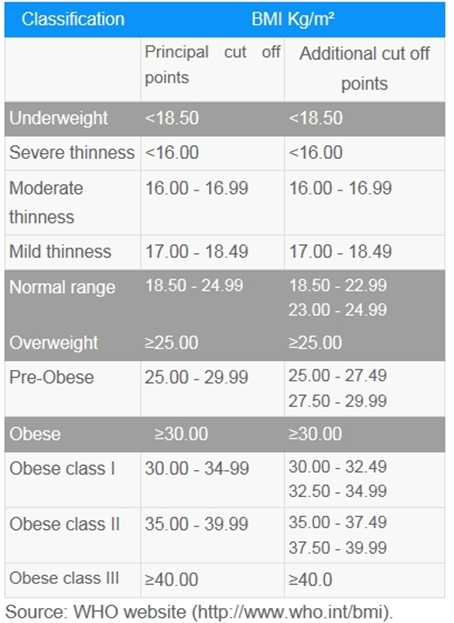 Classification BMI Kg/m²
Principal cut off Additional cut off
points points
Underweight <18.50 <18.50
Severe thinness <16.00 <16.00
Moderate 16.00 - 16.99 16.00 - 16.99
thinness
Mild thinness 17.00 - 18.49 17.00 - 18.49
Normal range 18.50 - 24.99 18.50 - 22.99
23.00 - 24.99
Overweight ≥25.00 ≥25.00
Pre-Obese 25.00 - 29.99 25.00 - 27.49
27.50 - 29.99
Obese ≥30.00 ≥30.00
Obese class I 30.00 - 34-99 30.00 - 32.49
32.50 - 34.99
Obese class II 35.00 - 39.99 35.00 - 37.49
37.50 - 39.99
Obese class III ≥40.00 ≥40.0
Source: WHO website (http://www.who.int/bmi).